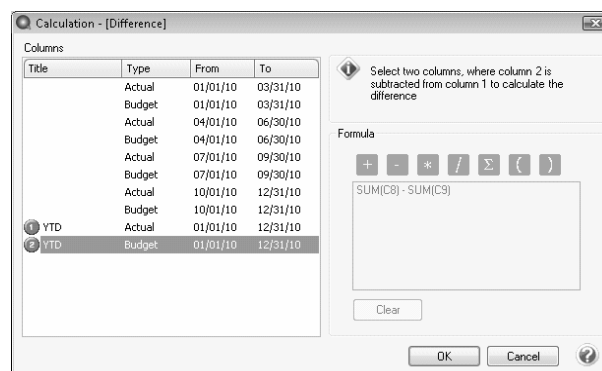 Calculation - [Difference]
Columns
Title Type From To
Actual 01/01/10 03/31/10
Budget 01/01/10 03/31/10
Actual 04/01/10 06/30/10
Budget 04/01/10 06/30/10
Actual 07/01/10 09/30/10
Budget 07/01/10 09/30/10
Actual 10/01/10 12/31/10
Budget 10/01/10 12/31/10
1 YTD Actual 01/01/10 12/31/10
2 YTD Budget 01/01/10 12/31/10
Select two columns, where column 2 is
subtracted from column 1 to calculate the
difference
Formula
+ - * / Σ ( )
SUM(C8) - SUM(C9)
Clear
OK Cancel ?